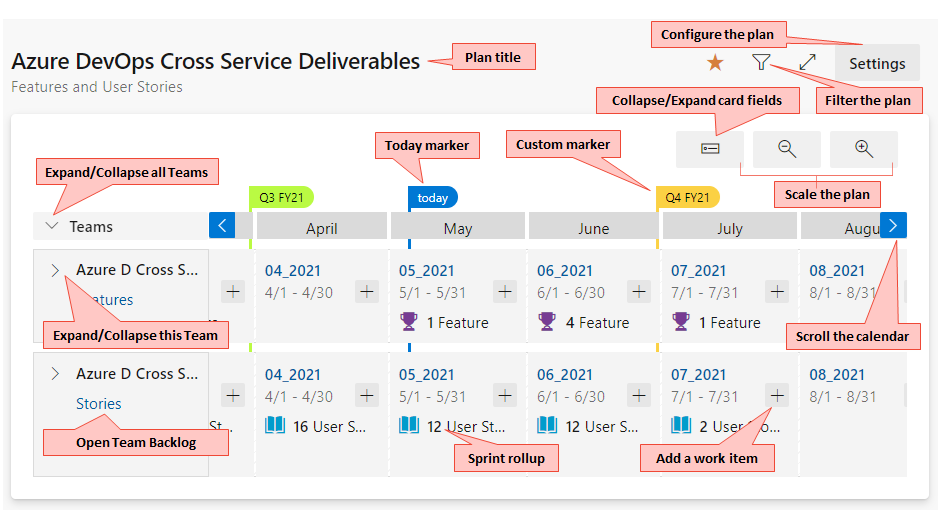 Configure the plan
Azure DevOps Cross Service Deliverables
Plan title
Settings
Features and User Stories
Collapse/Expand card fields
Filter the plan
Today marker
Custom marker
Expand/Collapse all Teams
Scale the plan
Q3 FY21
today
Q4 FY21
Teams
April
May
June
July
Augu
Azure D Cross S...
04_2021
05_2021
06_2021
07_2021
08_2021
4/1 - 4/30
5/1 - 5/31
6/1 - 6/30
7/1 - 7/31
8/1 - 8/31
atures
1 Feature
4 Feature
1 Feature
Expand/Collapse this Team
Scroll the calendar
Azure D Cross S...
04_2021
05_2021
06_2021
07_2021
08_2021
4/1 - 4/30
5/1 - 5/31
6/1 - 6/30
7/1 - 7/31
8/1 - 8/31
Stories
St...
16 User S...
12 User St...
12 User S...
2 User Sto...
Open Team Backlog
Sprint rollup
Add a work item